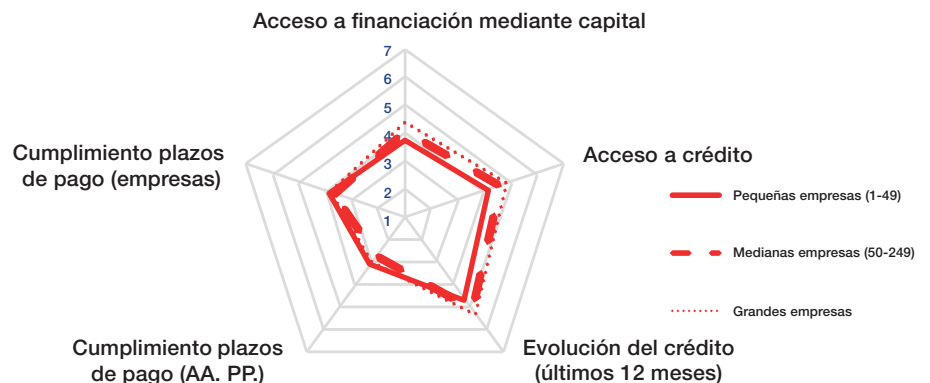 Acceso a financiación mediante capital
7
6
5
4
3
2
1
Cumplimiento plazos
de pago (empresas)
Acceso a crédito
Pequeñas empresas (1-49)
Medianas empresas (50-249)
Grandes empresas
Cumplimiento plazos
de pago (AA. PP.)
Evolución del crédito
(últimos 12 meses)